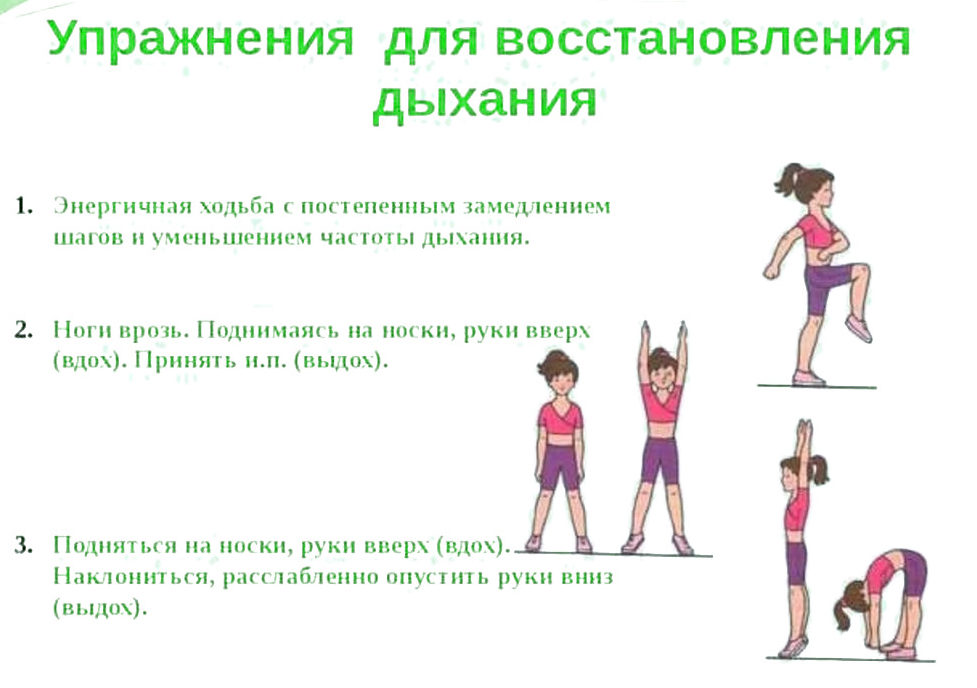 Упражнения для восстановления
дыхания
1. Энергичная ходьба с постепенным замедлением
шагов и уменьшением частоты дыхания.
2. Ноги врозь. Поднимаясь на носки, руки вверх
(вдох). Принять и.п. (выдох).
3. Подняться на носки, руки вверх (вдох).
Наклониться, расслабленно опустить руки вниз
(выдох).